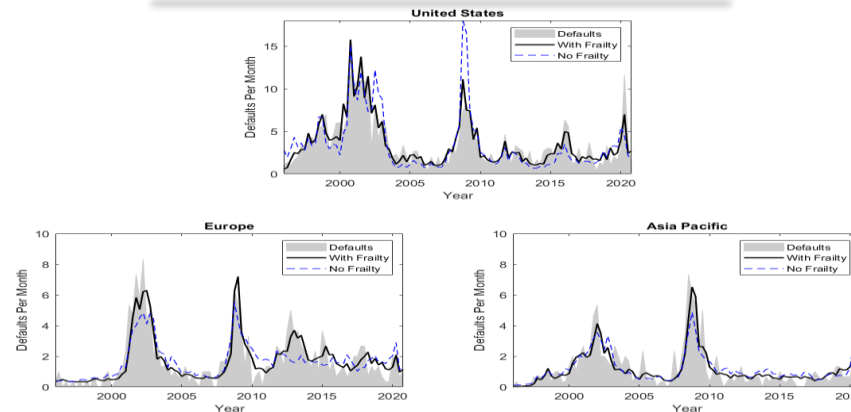 United States
Defaults
With Frailty
No Frailty
15
10
5
0
Defaults Per Month
2000 2005 2010 2015 2020
Year
Europe
Defaults
With Frailty
No Frailty
10
8
6
4
2
0
Defaults Per Month
2000 2005 2010 2015 2020
Year
Asia Pacific
Defaults
With Frailty
No Frailty
10
8
6
4
2
0
Defaults Per Month
2000 2005 2010 2015
Year